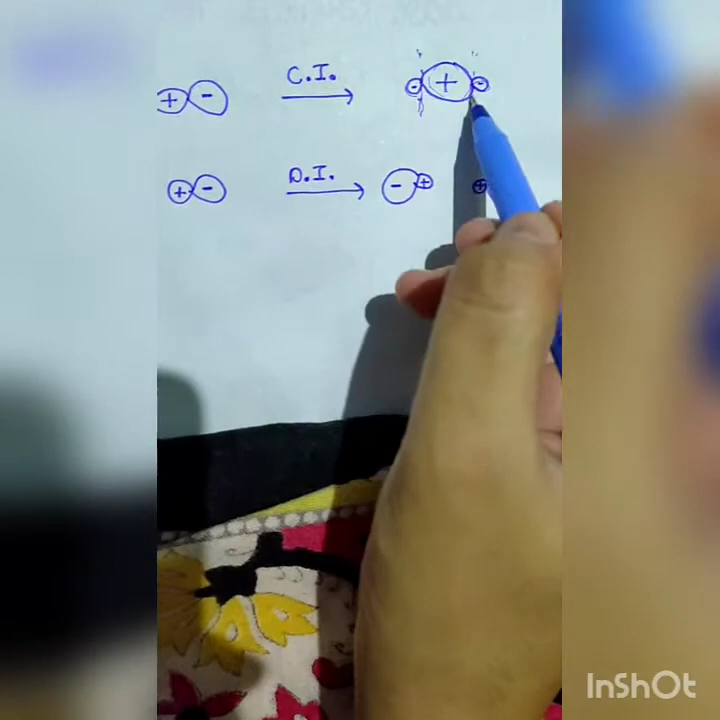 + - C.I. - + -
+ - D.I. - + +
InShOt